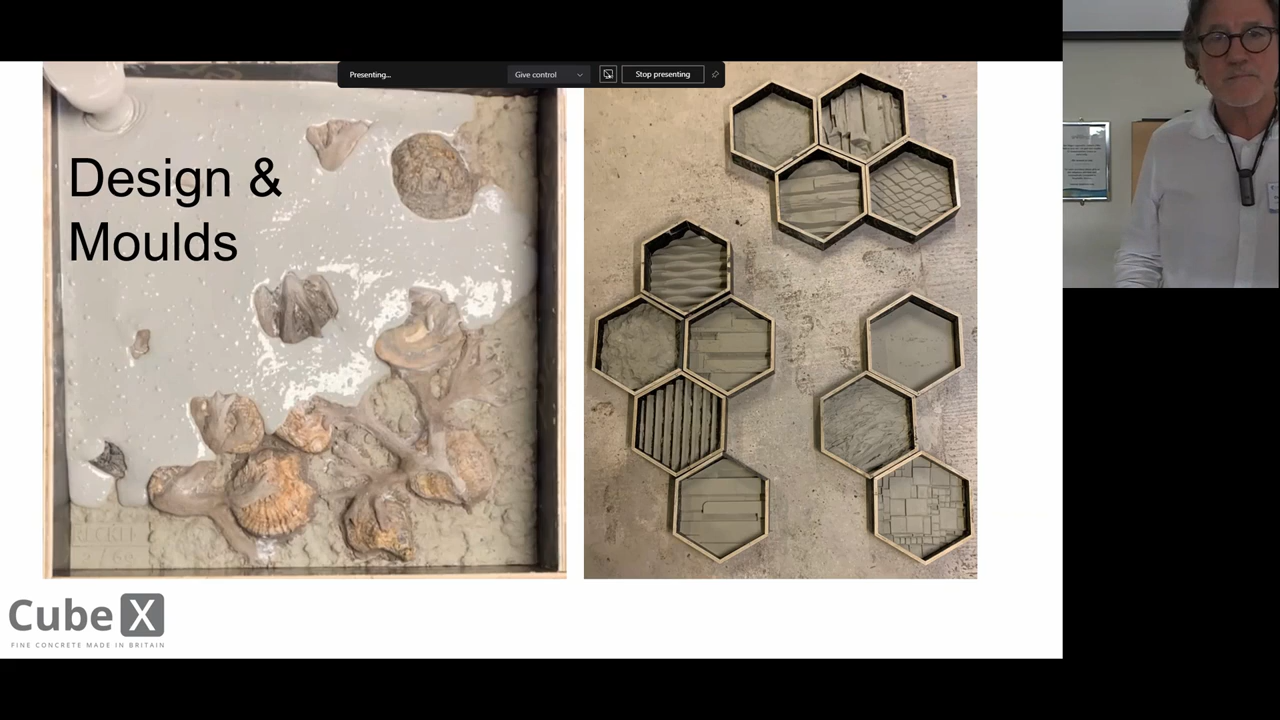 Presenting...
Give control
Stop presenting
Design &
Moulds
Cube X
FINE CONCRETE MADE IN BRITAIN